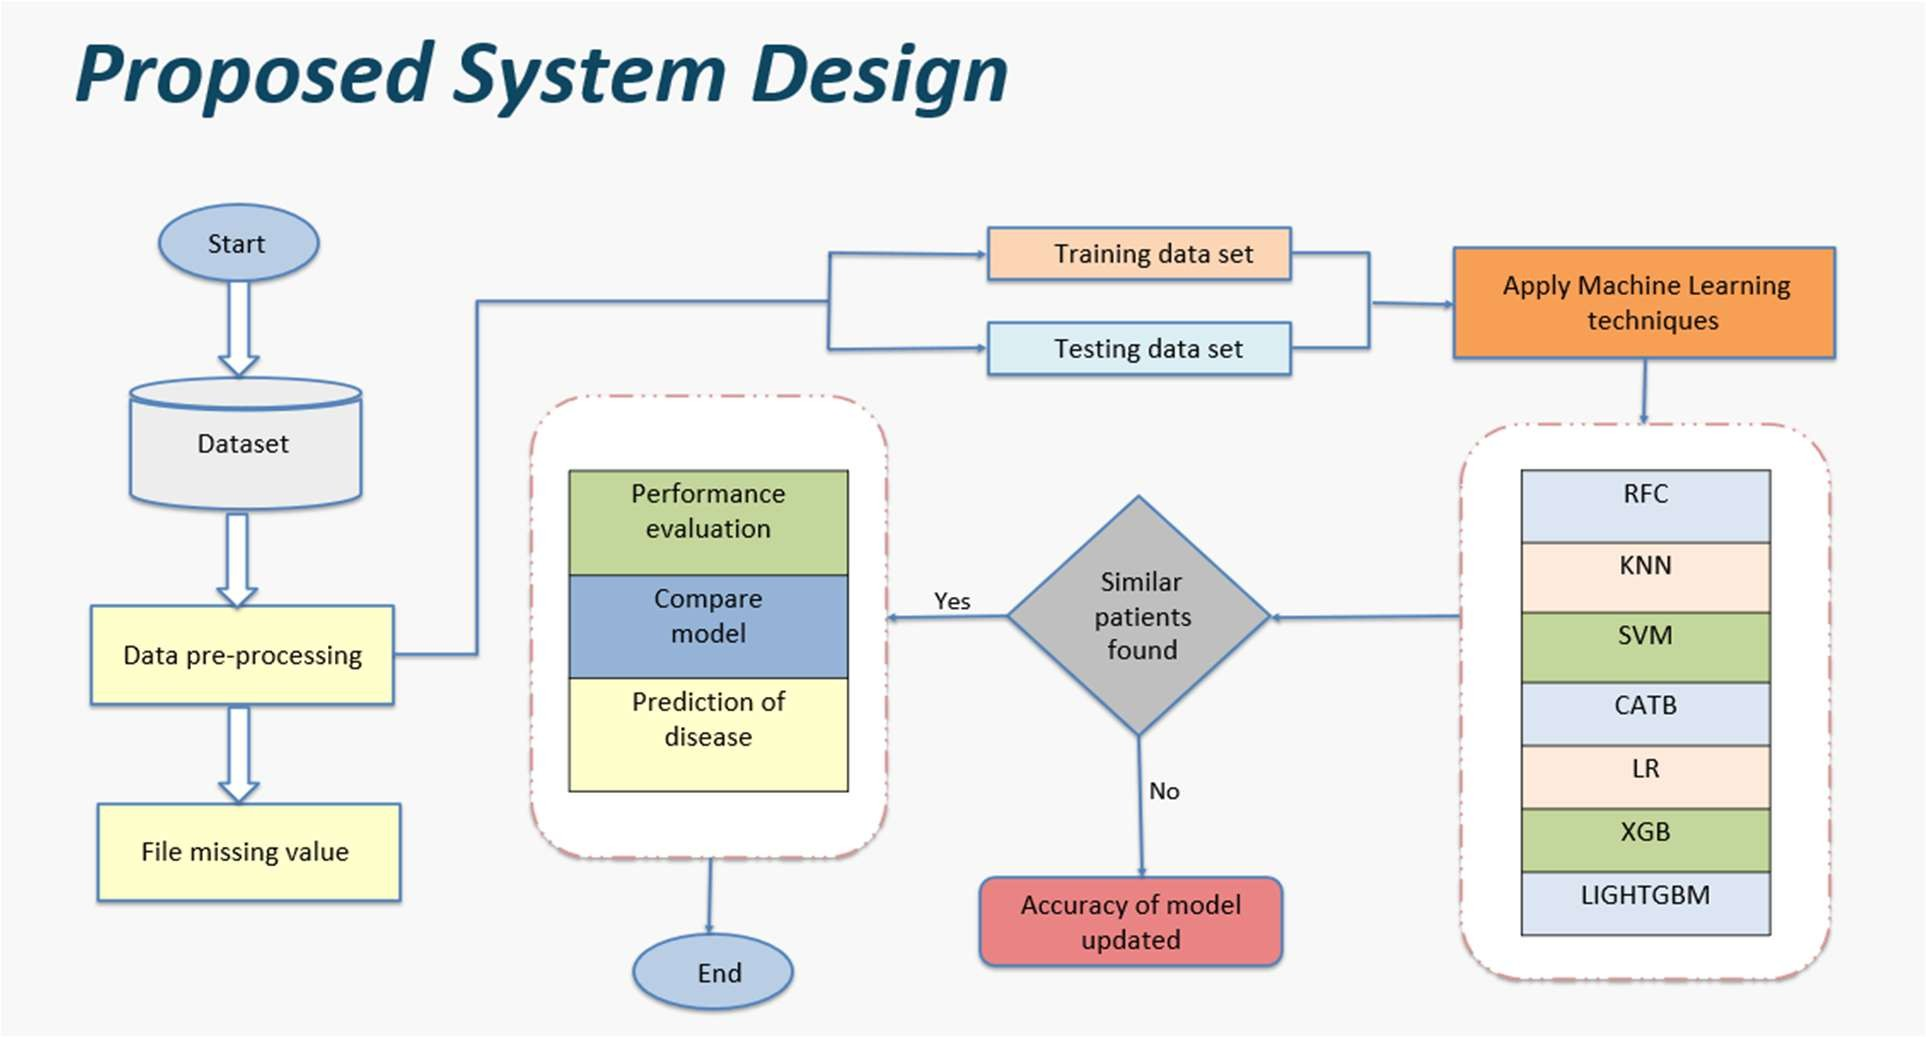 Proposed System Design
Start
Dataset
Data pre-processing
File missing value
Training data set
Testing data set
Apply Machine Learning
techniques
RFC
KNN
SVM
CATB
LR
XGB
LIGHTGBM
Similar
patients
found
Yes
No
Accuracy of model
updated
Performance
evaluation
Compare
model
Prediction of
disease
End